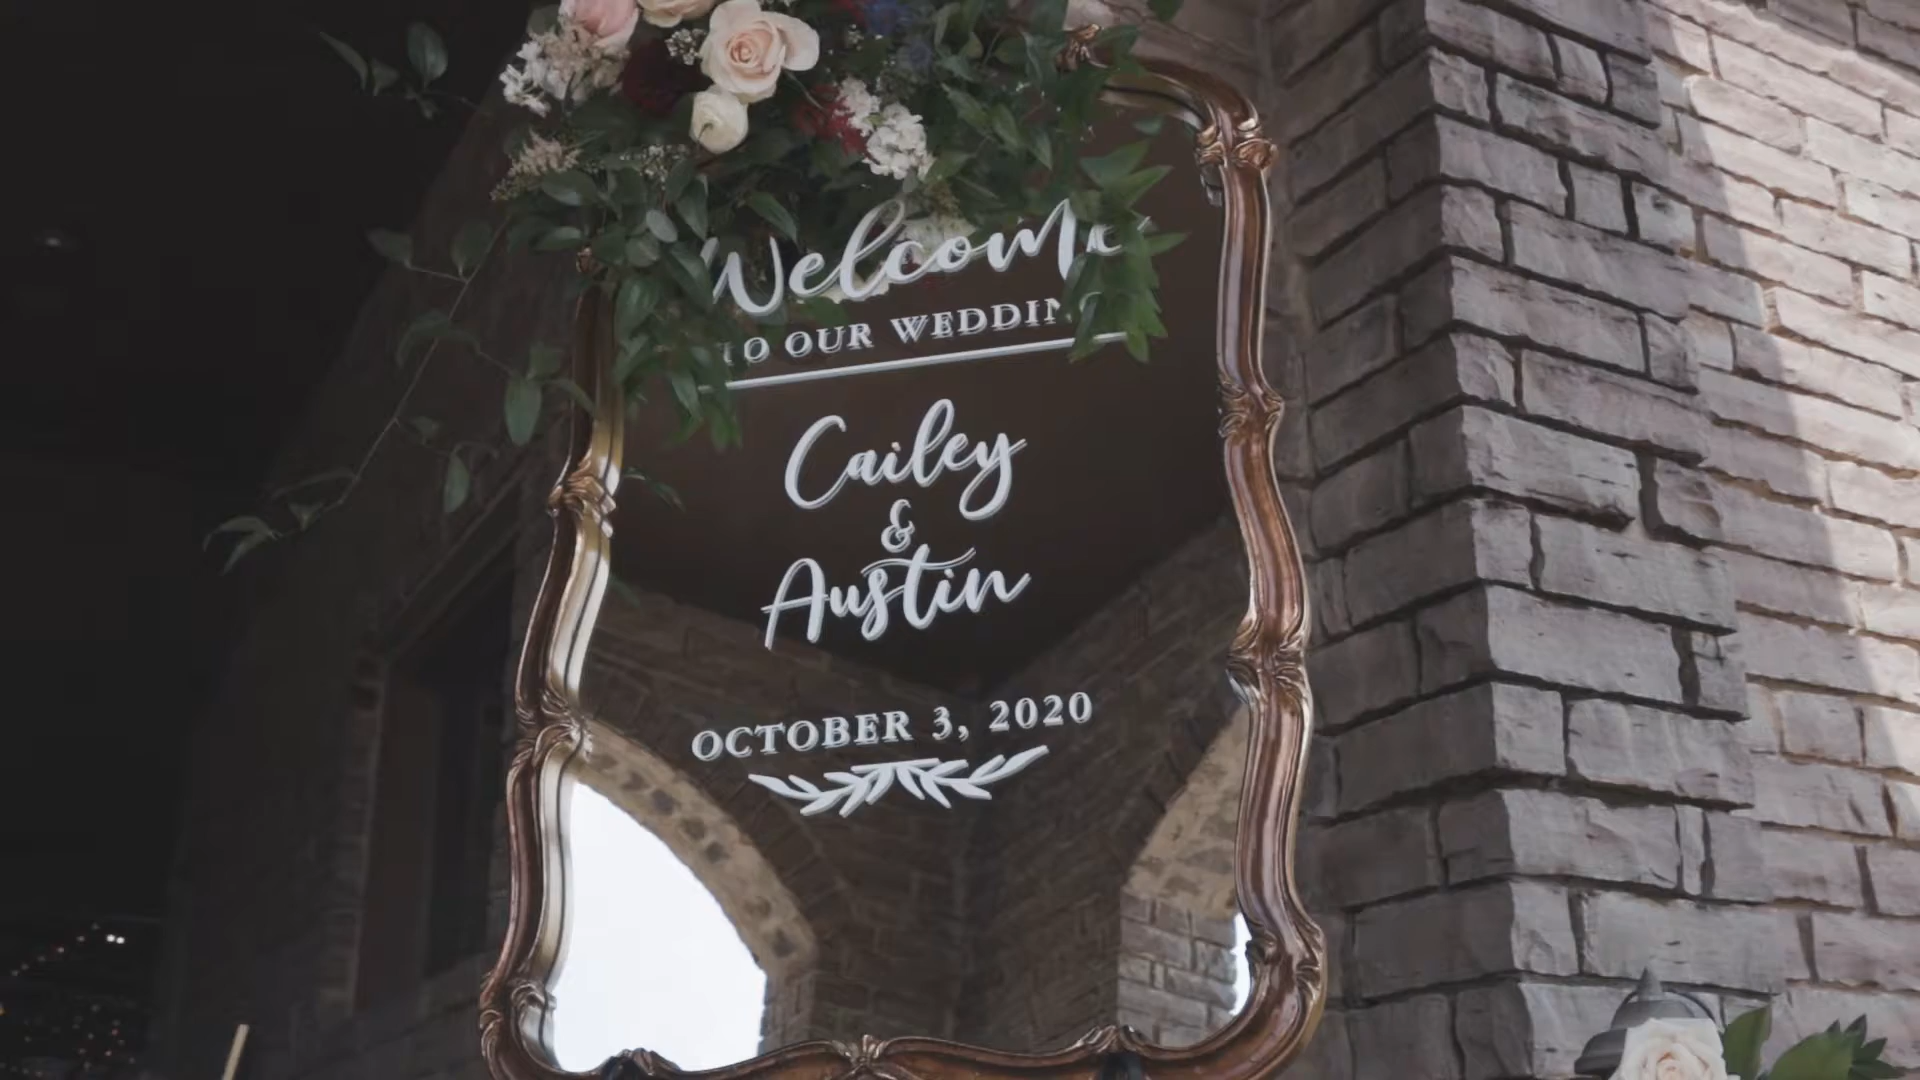 Welcome
TO OUR WEDDING
Cailey
&
Austin
OCTOBER 3, 2020